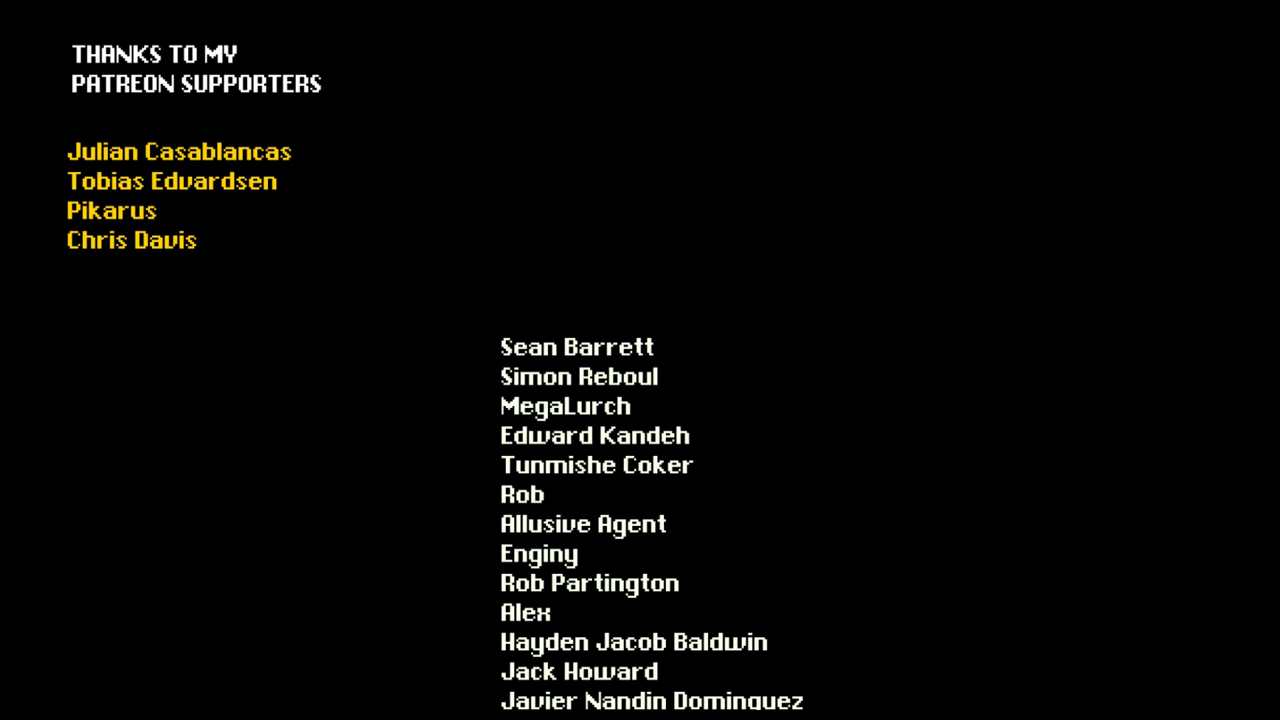 THANKS TO MY
PATREON SUPPORTERS
Julian Casablancas
Tobias Edvardsen
Pikarus
Chris Davis
Sean Barrett
Simon Reboul
MegaLurch
Edward Kandeh
Tunmishe Coker
Rob
Allusive Agent
Enginy
Rob Partington
Alex
Hayden Jacob Baldwin
Jack Howard
Javier Nandin Dominguez